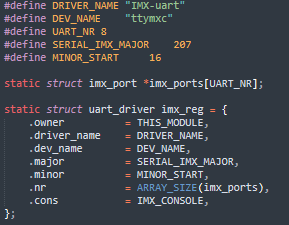 #define DRIVER_NAME "IMX-uart"
#define DEV_NAME "ttymxc"
#define UART_NR 8
#define SERIAL_IMX_MAJOR 207
#define MINOR_START 16
static struct imx_port *imx_ports[UART_NR];
static struct uart_driver imx_reg = {
.owner = THIS_MODULE,
.driver_name = DRIVER_NAME,
.dev_name = DEV_NAME,
.major = SERIAL_IMX_MAJOR,
.minor = MINOR_START,
.nr = ARRAY_SIZE(imx_ports),
.cons = IMX_CONSOLE,
};